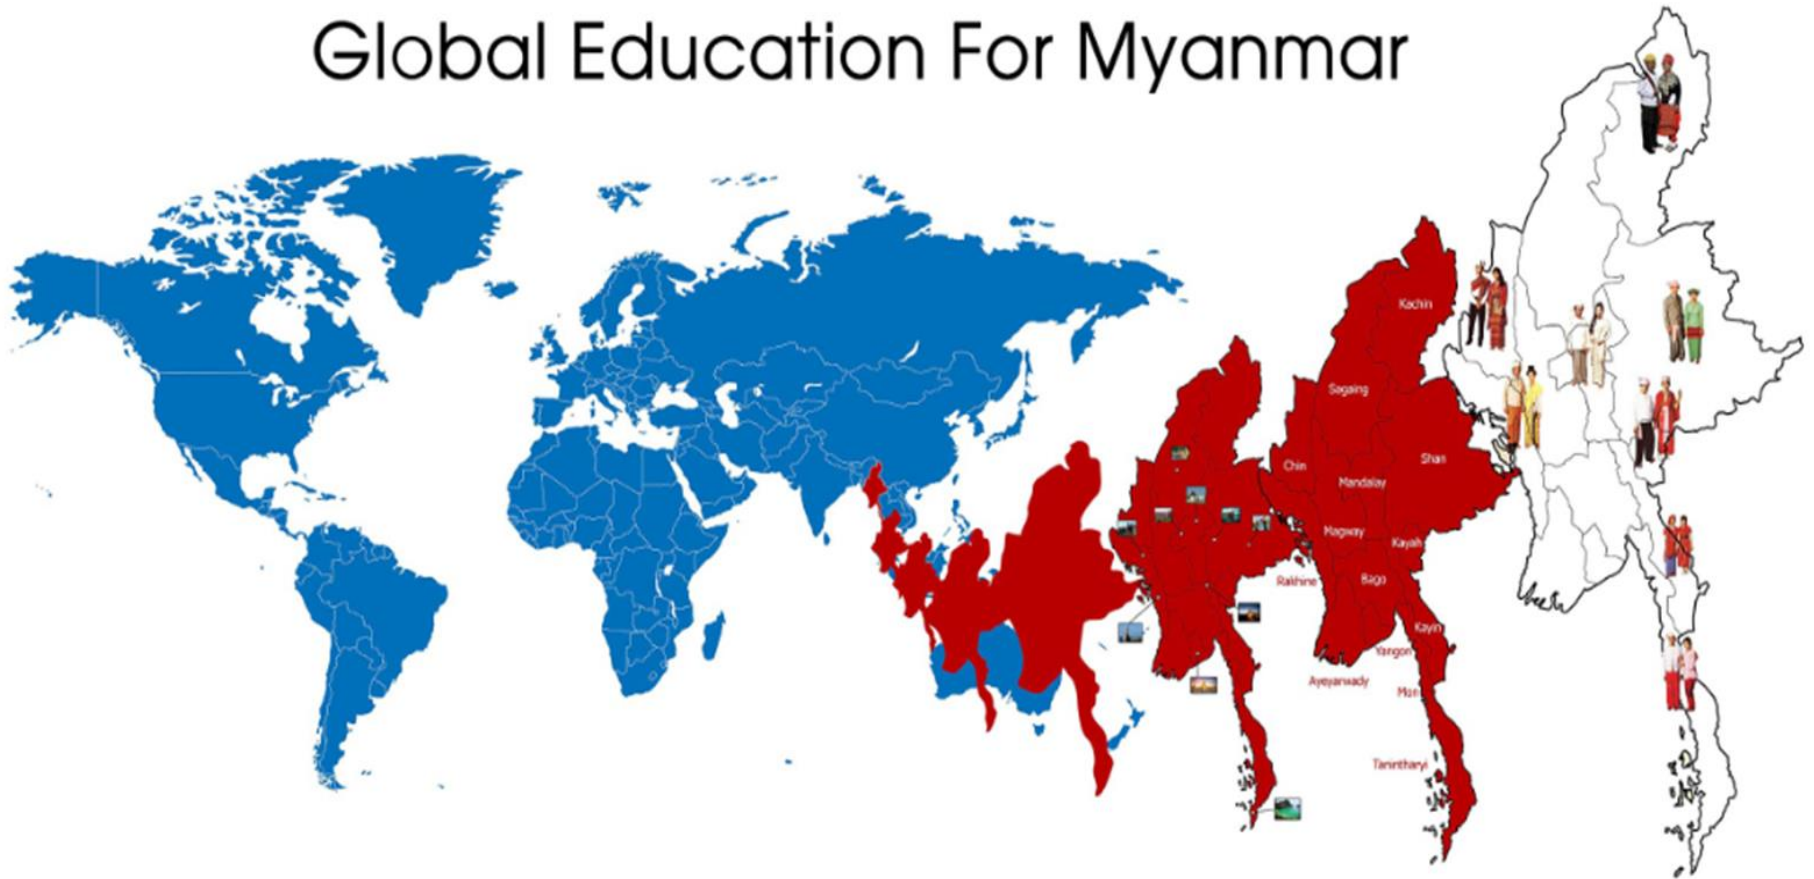 Global Education For Myanmar
Kachin
Sagaing
Chin
Shan
Mandalay
Magway
Kayah
Rakhine
Bago
Kayin
Yangon
Ayeyarwady
Mon
Tanintharyi